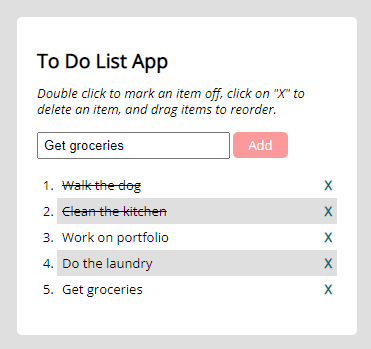 To Do List App
Double click to mark an item off, click on "X" to
delete an item, and drag items to reorder.
Get groceries Add
1. Walk the dog X
2. Clean the kitchen X
3. Work on portfolio X
4. Do the laundry X
5. Get groceries X